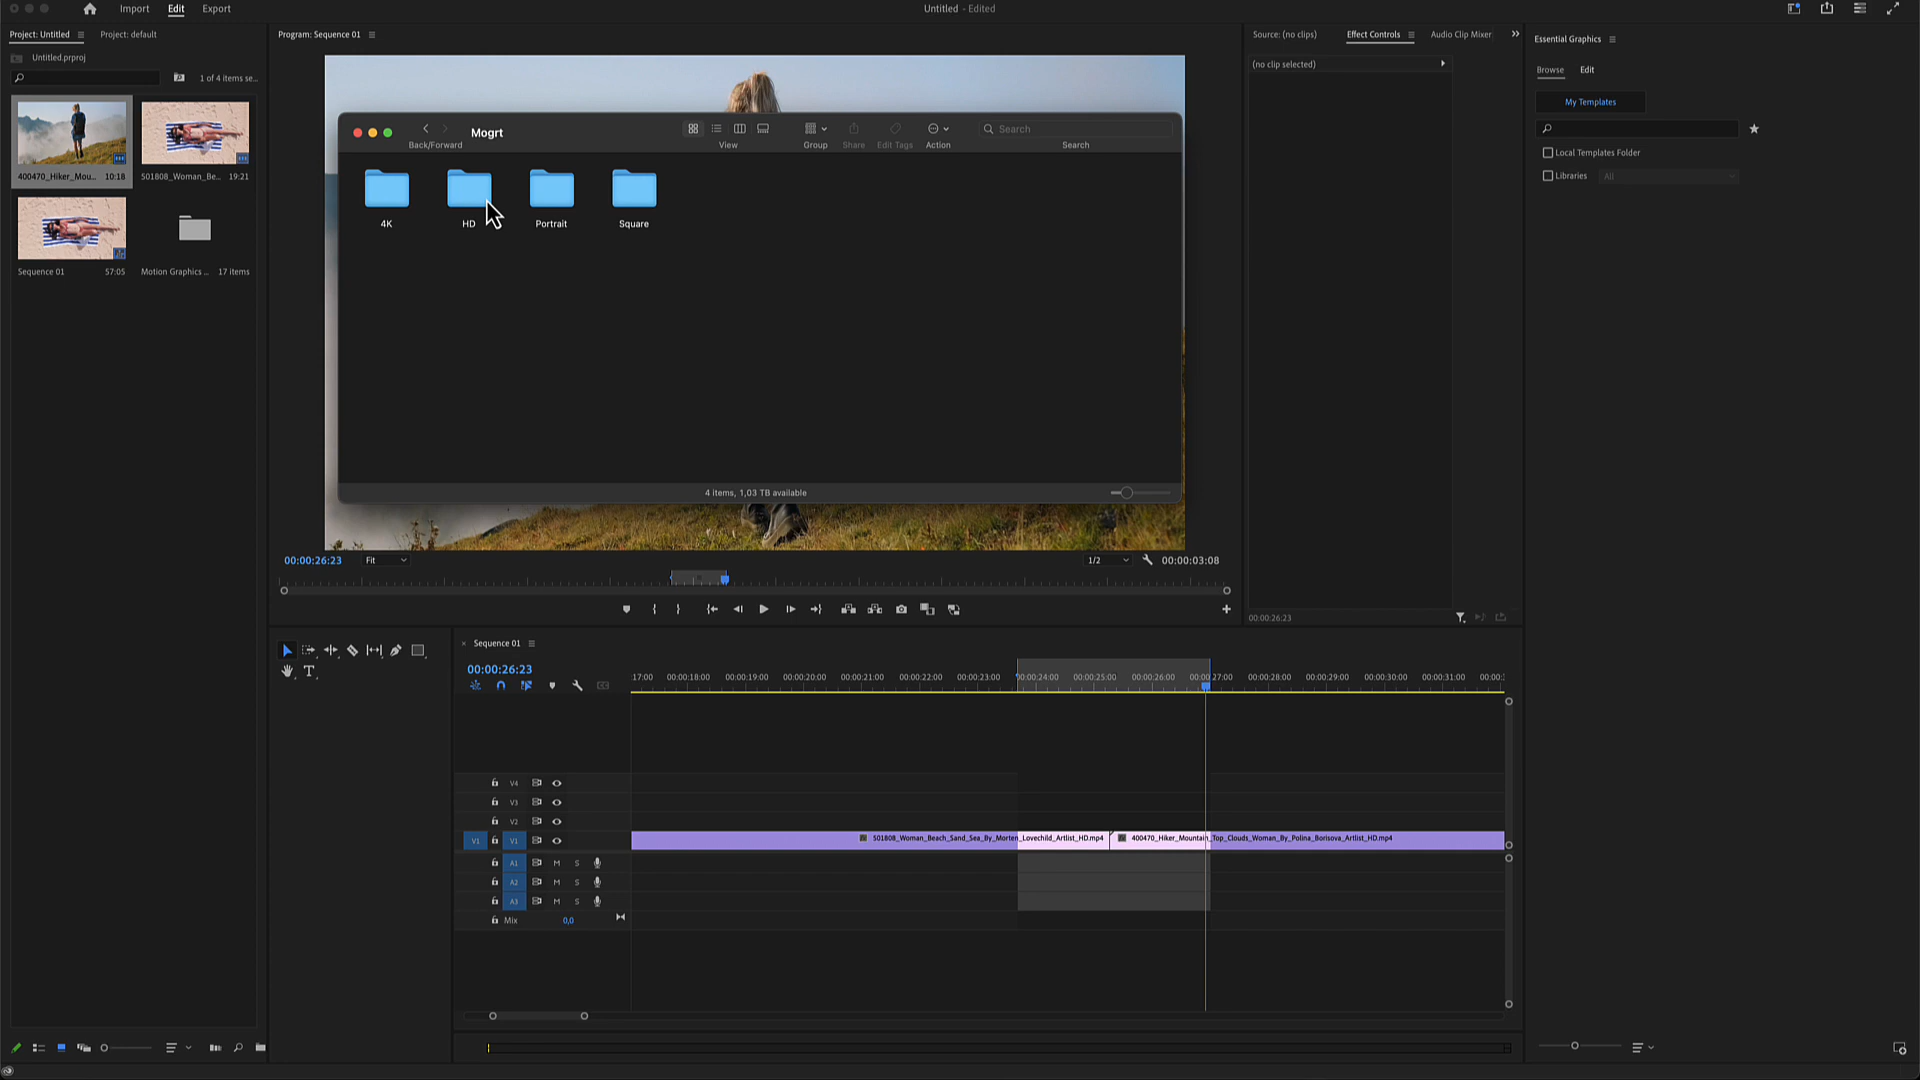 Import
Edit
Export
Untitled - Edited
Project: Untitled
Project: default
Untitled.prproj
1 of 4 items se...
400470_Hiker_Mou... 10:18
501808_Woman_Be... 19:21
Sequence 01 57:05
Motion Graphics ... 17 items
Program: Sequence 01
Mogrt
Back/Forward
View
Group
Share
Edit Tags
Action
Search
Search
4K
HD
Portrait
Square
4 items, 1,03 TB available
00:00:26:23
Fit
1/2
00:00:03:08
Source: (no clips)
Effect Controls
Audio Clip Mixer
(no clip selected)
00:00:26:23
Essential Graphics
Browse
Edit
My Templates
Local Templates Folder
Libraries
All
Sequence 01
00:00:26:23
:17:00 00:00:18:00 00:00:19:00 00:00:20:00 00:00:21:00 00:00:22:00 00:00:23:00 00:00:24:00 00:00:25:00 00:00:26:00 00:00:27:00 00:00:28:00 00:00:29:00 00:00:30:00 00:00:31:00 00:00:
V4
V3
V2
V1 V1
501808_Woman_Beach_Sand_Sea_By_Morten_Lovechild_Artlist_HD.mp4
400470_Hiker_Mountain_Top_Clouds_Woman_By_Polina_Borisova_Artlist_HD.mp4
A1 M S
A2 M S
A3 M S
Mix 0,0